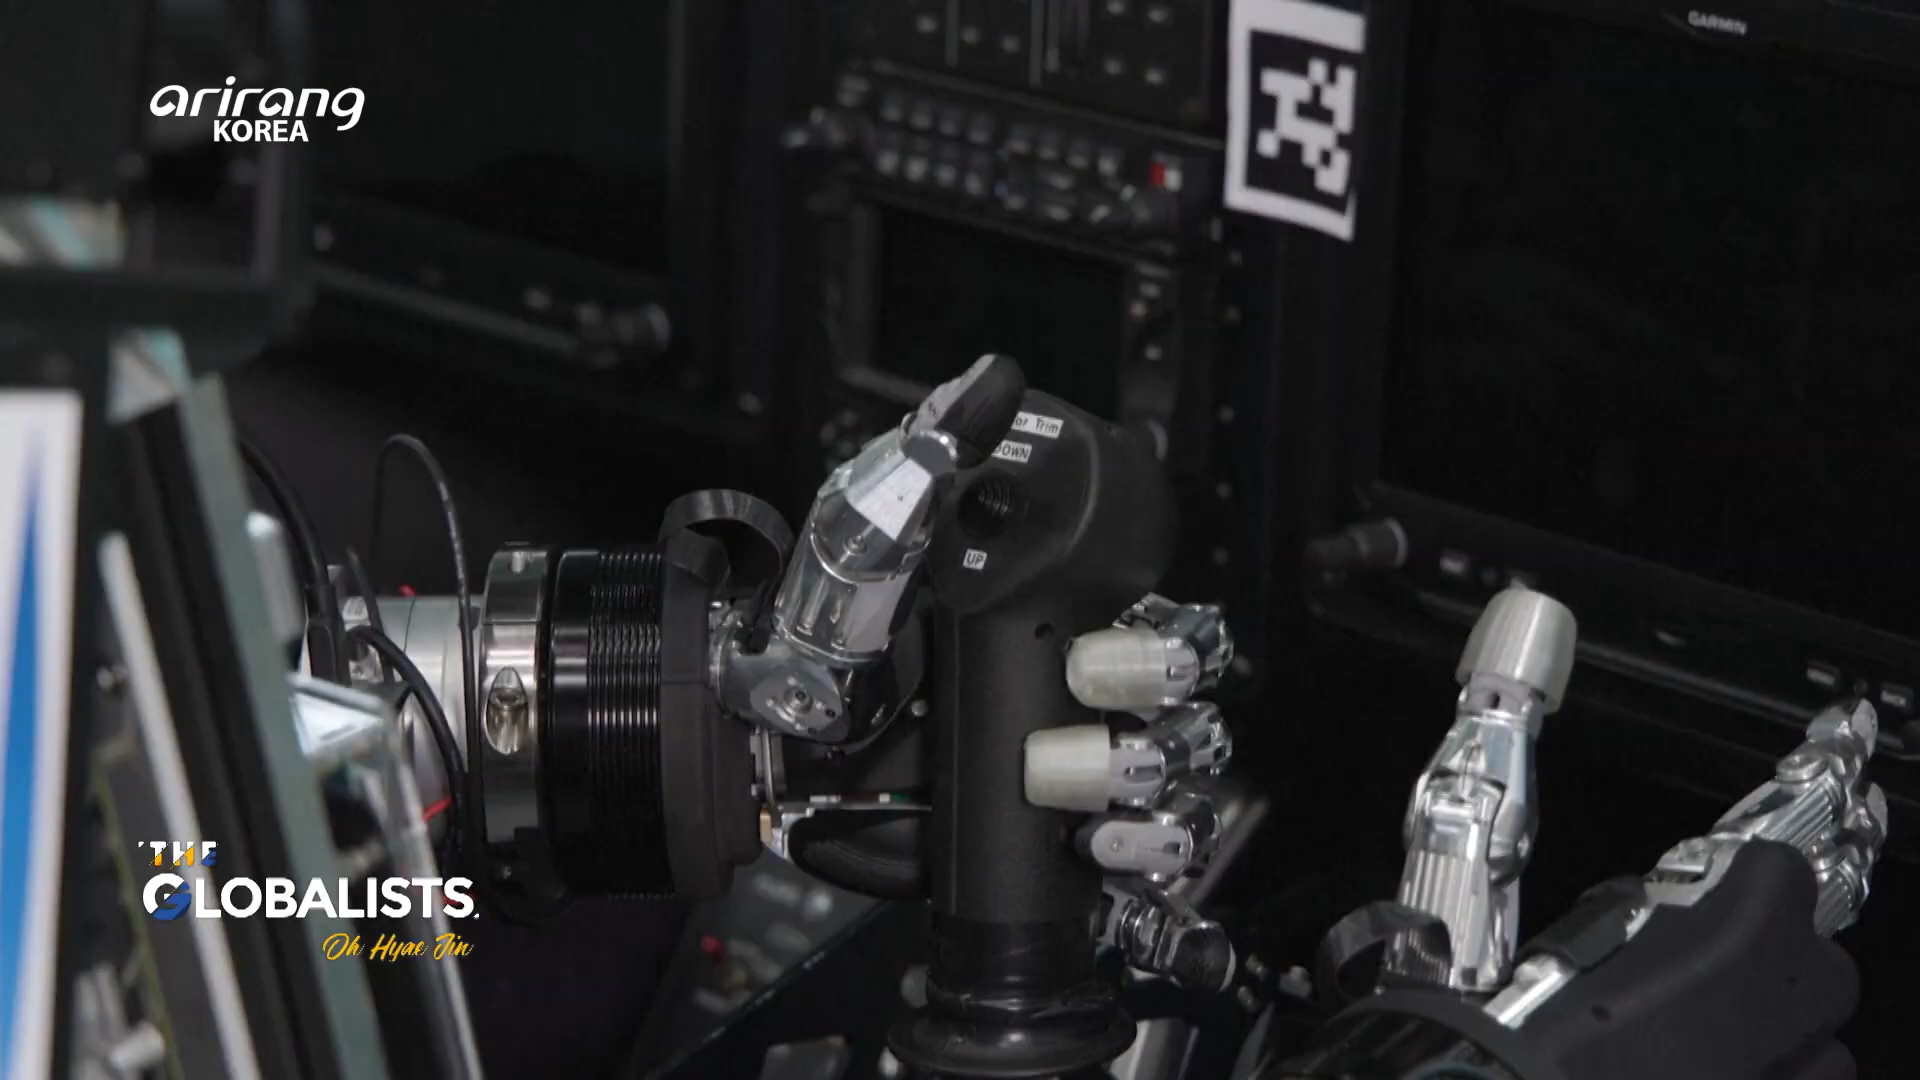 arirang
KOREA
GARMIN
Trim
DOWN
UP
THE
GLOBALISTS
Oh Hyae Jin